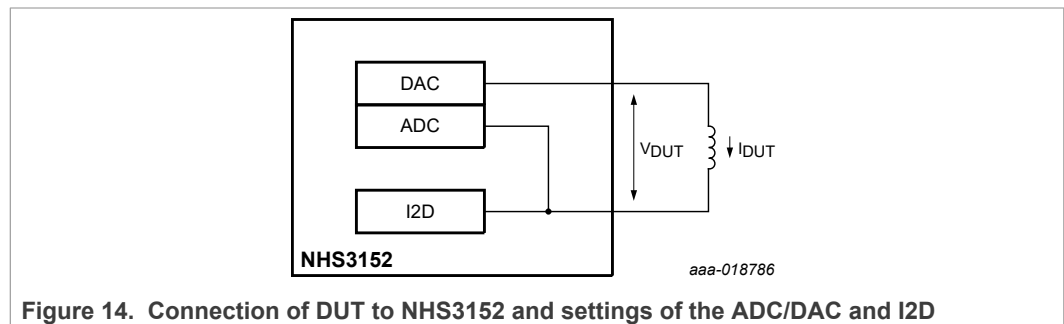 DAC
ADC
VDUT
IDUT
I2D
NHS3152
aaa-018786
Figure 14. Connection of DUT to NHS3152 and settings of the ADC/DAC and I2D